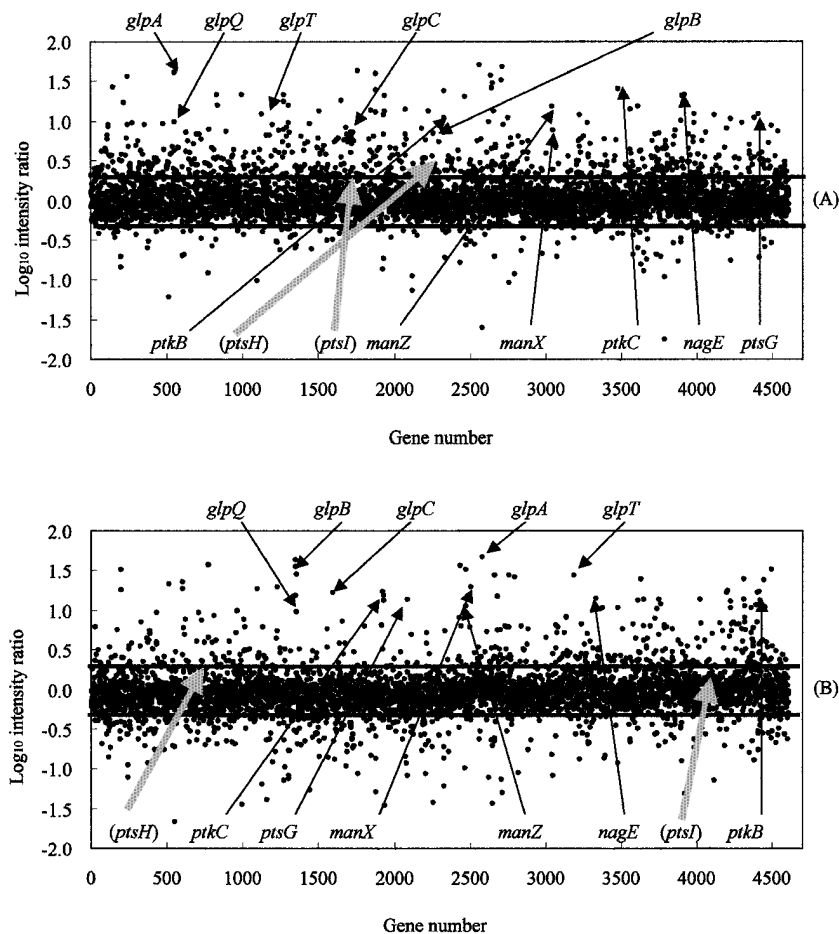 glpA glpQ glpT glpC glpB
2.0
1.5
1.0
0.5
0.0
-0.5
-1.0
-1.5
-2.0
Log10 intensity ratio
(A)
ptkB (ptsH) (ptsI) manZ manX ptkC nagE ptsG
0 500 1000 1500 2000 2500 3000 3500 4000 4500
Gene number
glpQ glpB glpC glpA glpT
2.0
1.5
1.0
0.5
0.0
-0.5
-1.0
-1.5
-2.0
Log10 intensity ratio
(B)
(ptsH) ptkC ptsG manX manZ nagE (ptsI) ptkB
0 500 1000 1500 2000 2500 3000 3500 4000 4500
Gene number